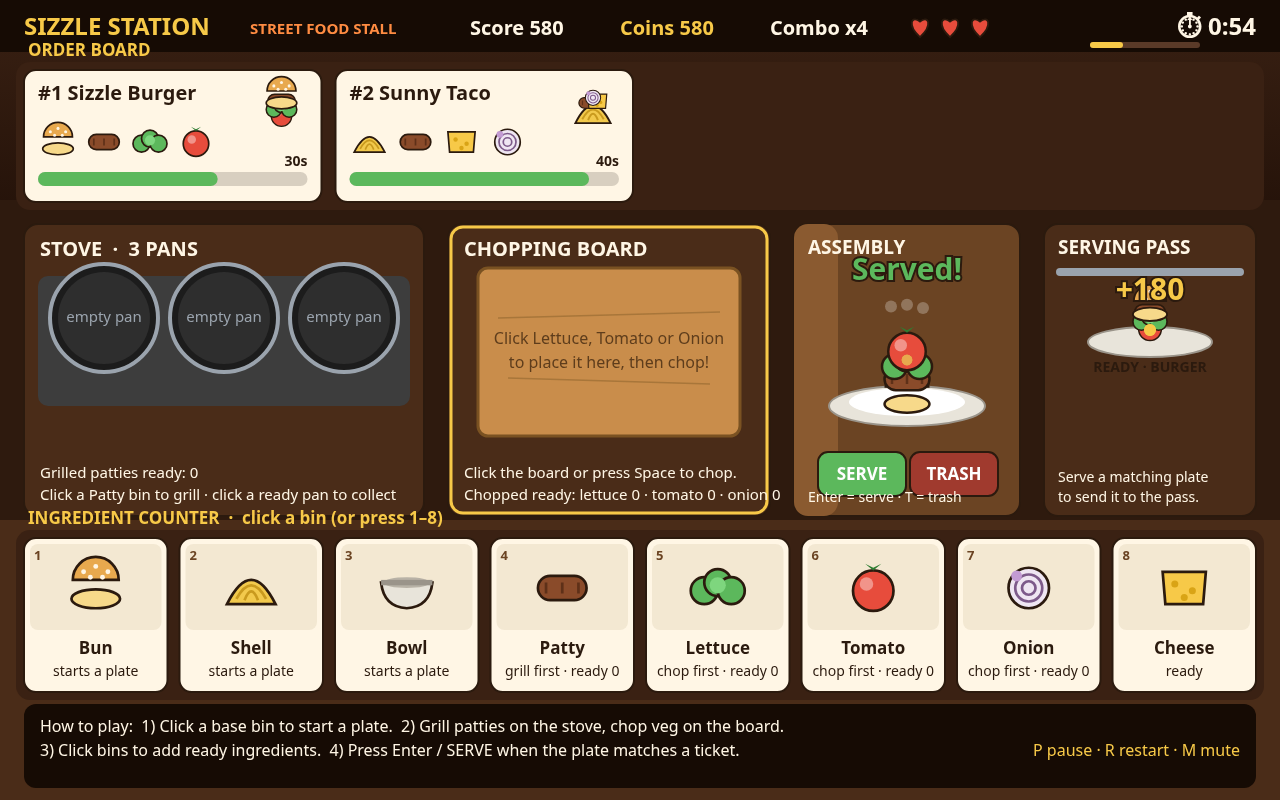 SIZZLE STATION
STREET FOOD STALL
Score 580
Coins 580
Combo x4
0:54
ORDER BOARD
#1 Sizzle Burger
30s
#2 Sunny Taco
40s
STOVE · 3 PANS
empty pan
empty pan
empty pan
Grilled patties ready: 0
Click a Patty bin to grill · click a ready pan to collect
CHOPPING BOARD
Click Lettuce, Tomato or Onion
to place it here, then chop!
Click the board or press Space to chop.
Chopped ready: lettuce 0 · tomato 0 · onion 0
ASSEMBLY
Served!
SERVE
TRASH
Enter = serve · T = trash
SERVING PASS
+180
READY · BURGER
Serve a matching plate
to send it to the pass.
INGREDIENT COUNTER · click a bin (or press 1–8)
1
Bun
starts a plate
2
Shell
starts a plate
3
Bowl
starts a plate
4
Patty
grill first · ready 0
5
Lettuce
chop first · ready 0
6
Tomato
chop first · ready 0
7
Onion
chop first · ready 0
8
Cheese
ready
How to play: 1) Click a base bin to start a plate. 2) Grill patties on the stove, chop veg on the board.
3) Click bins to add ready ingredients. 4) Press Enter / SERVE when the plate matches a ticket.
P pause · R restart · M mute